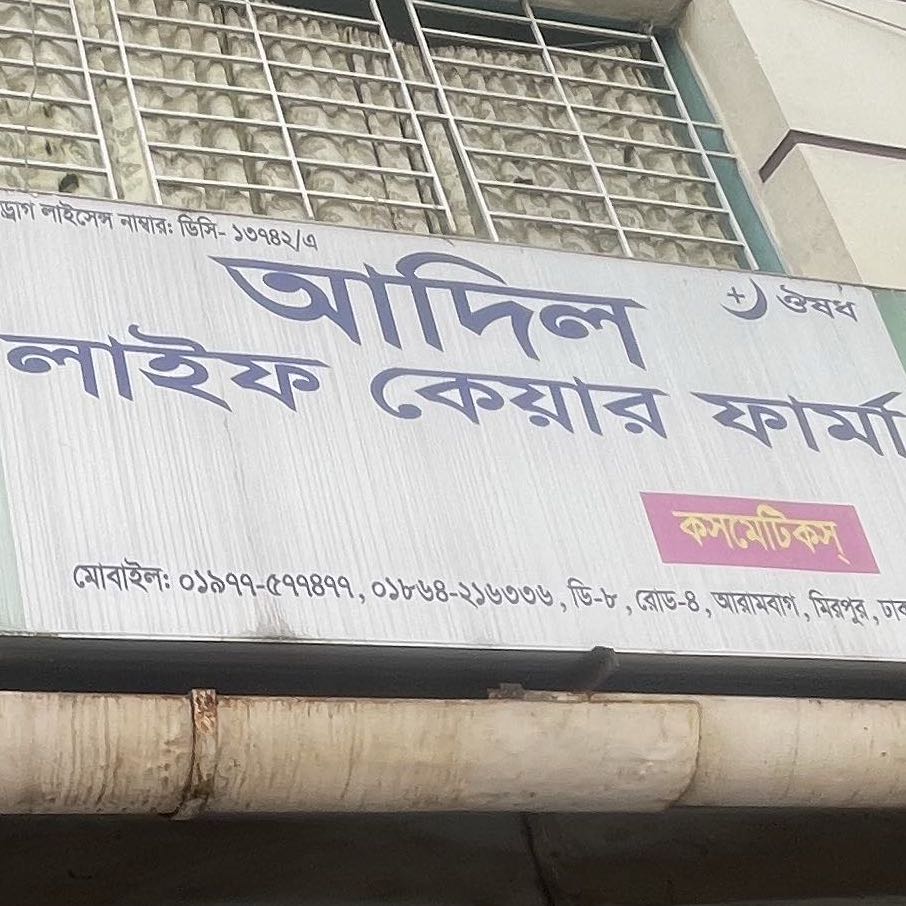 ড্রাগ লাইসেন্স নাম্বার: ডিসি- ১৩৭৪২/এ
আদিল
ঔষধ
লাইফ কেয়ার ফার্মা
কসমেটিকস্
মোবাইল: ০১৯৭৭-৫৭৭৪৭৭, ০১৮৬৪-২১৬৩৩৬, ডি-৮, রোড-৪, আরামবাগ, মিরপুর, ঢাক